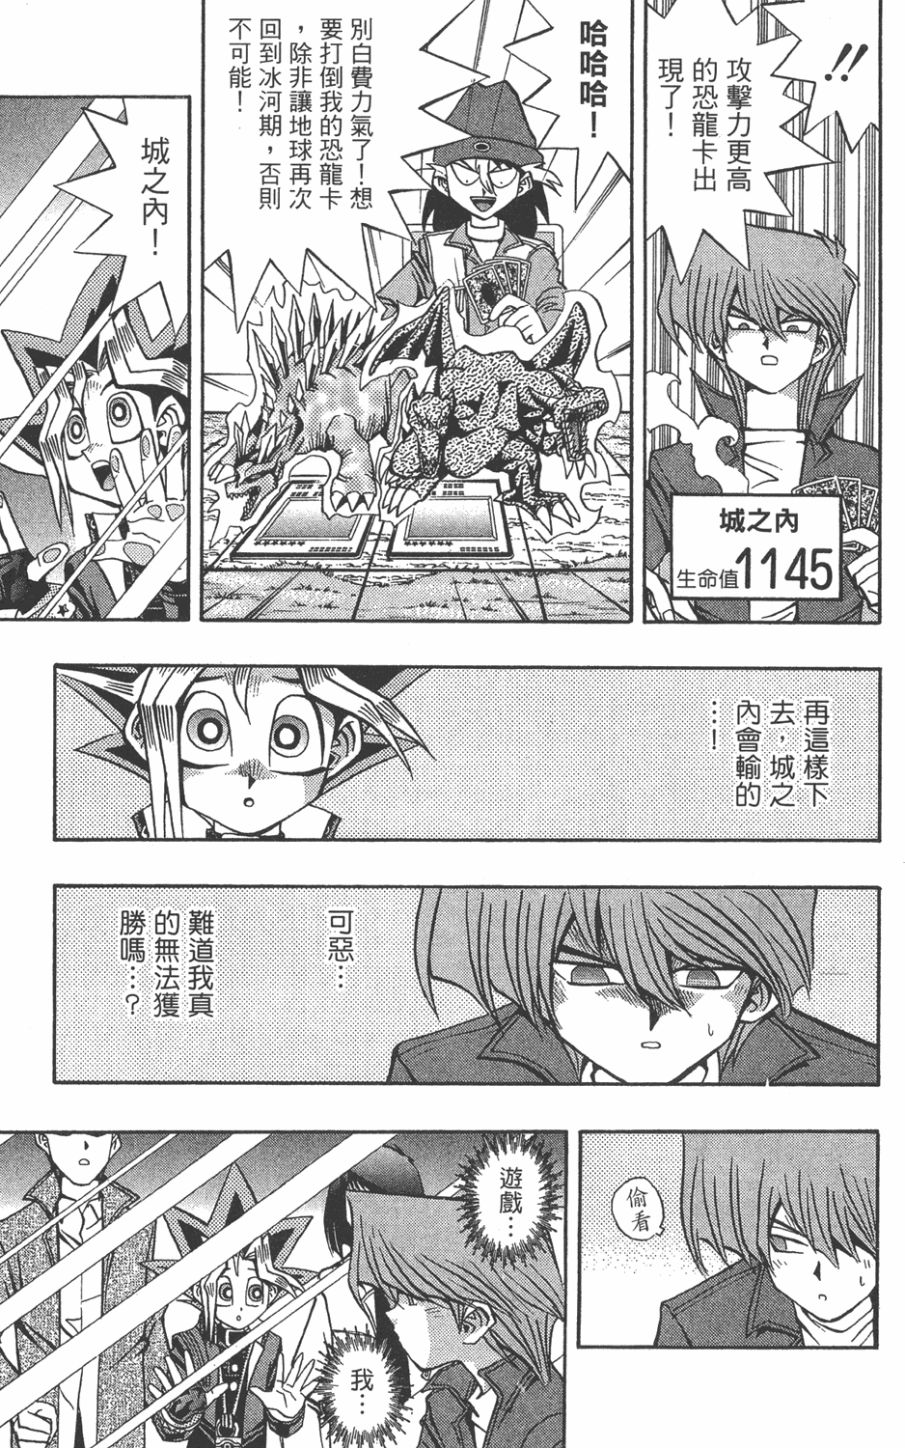 !!
攻擊力更高
的恐龍卡出
現了!
城之內
生命值1145
哈哈哈!
別白費力氣了!想
要打倒我的恐龍卡
,除非讓地球再次
回到冰河期,否則
不可能!
城之內!
再這樣下
去,城之
內會輸的
…!
可惡…
難道我真
的無法獲
勝嗎…?
偷看
遊戲…
我…